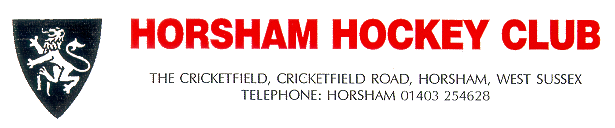 HORSHAM HOCKEY CLUB
THE CRICKETFIELD, CRICKETFIELD ROAD, HORSHAM, WEST SUSSEX
TELEPHONE: HORSHAM 01403 254628